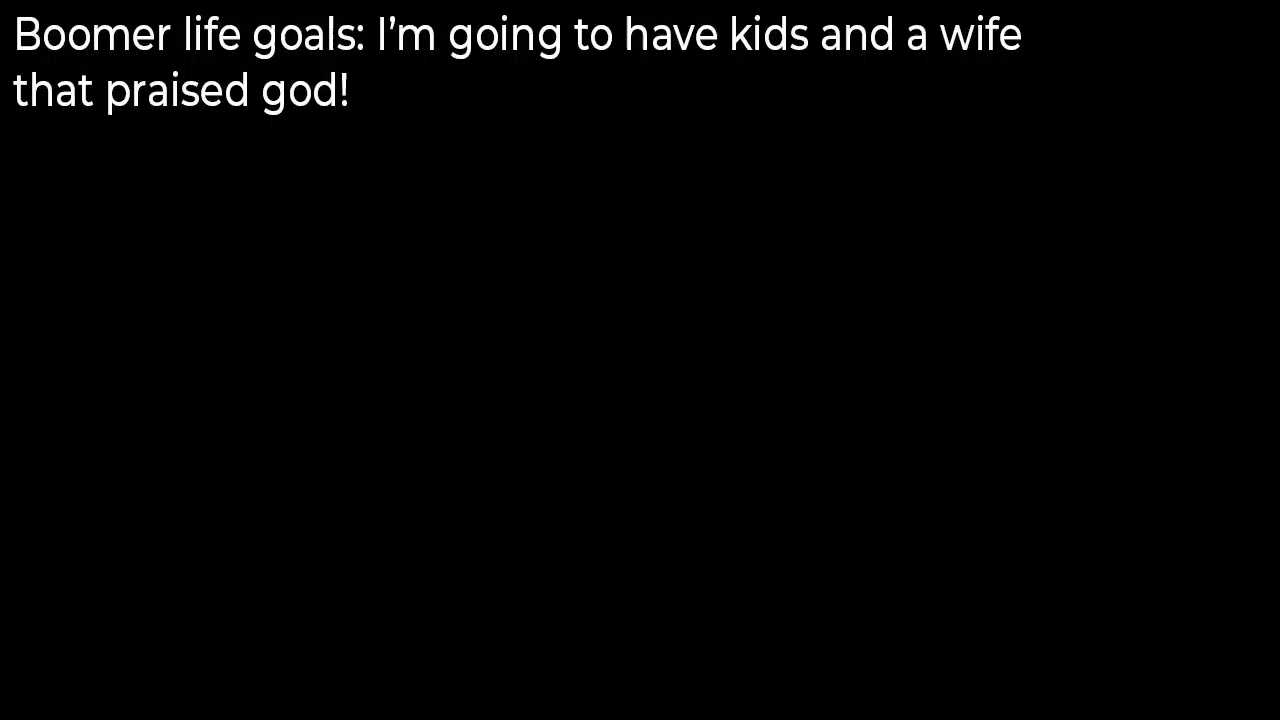 Boomer life goals: I’m going to have kids and a wife
that praised god!